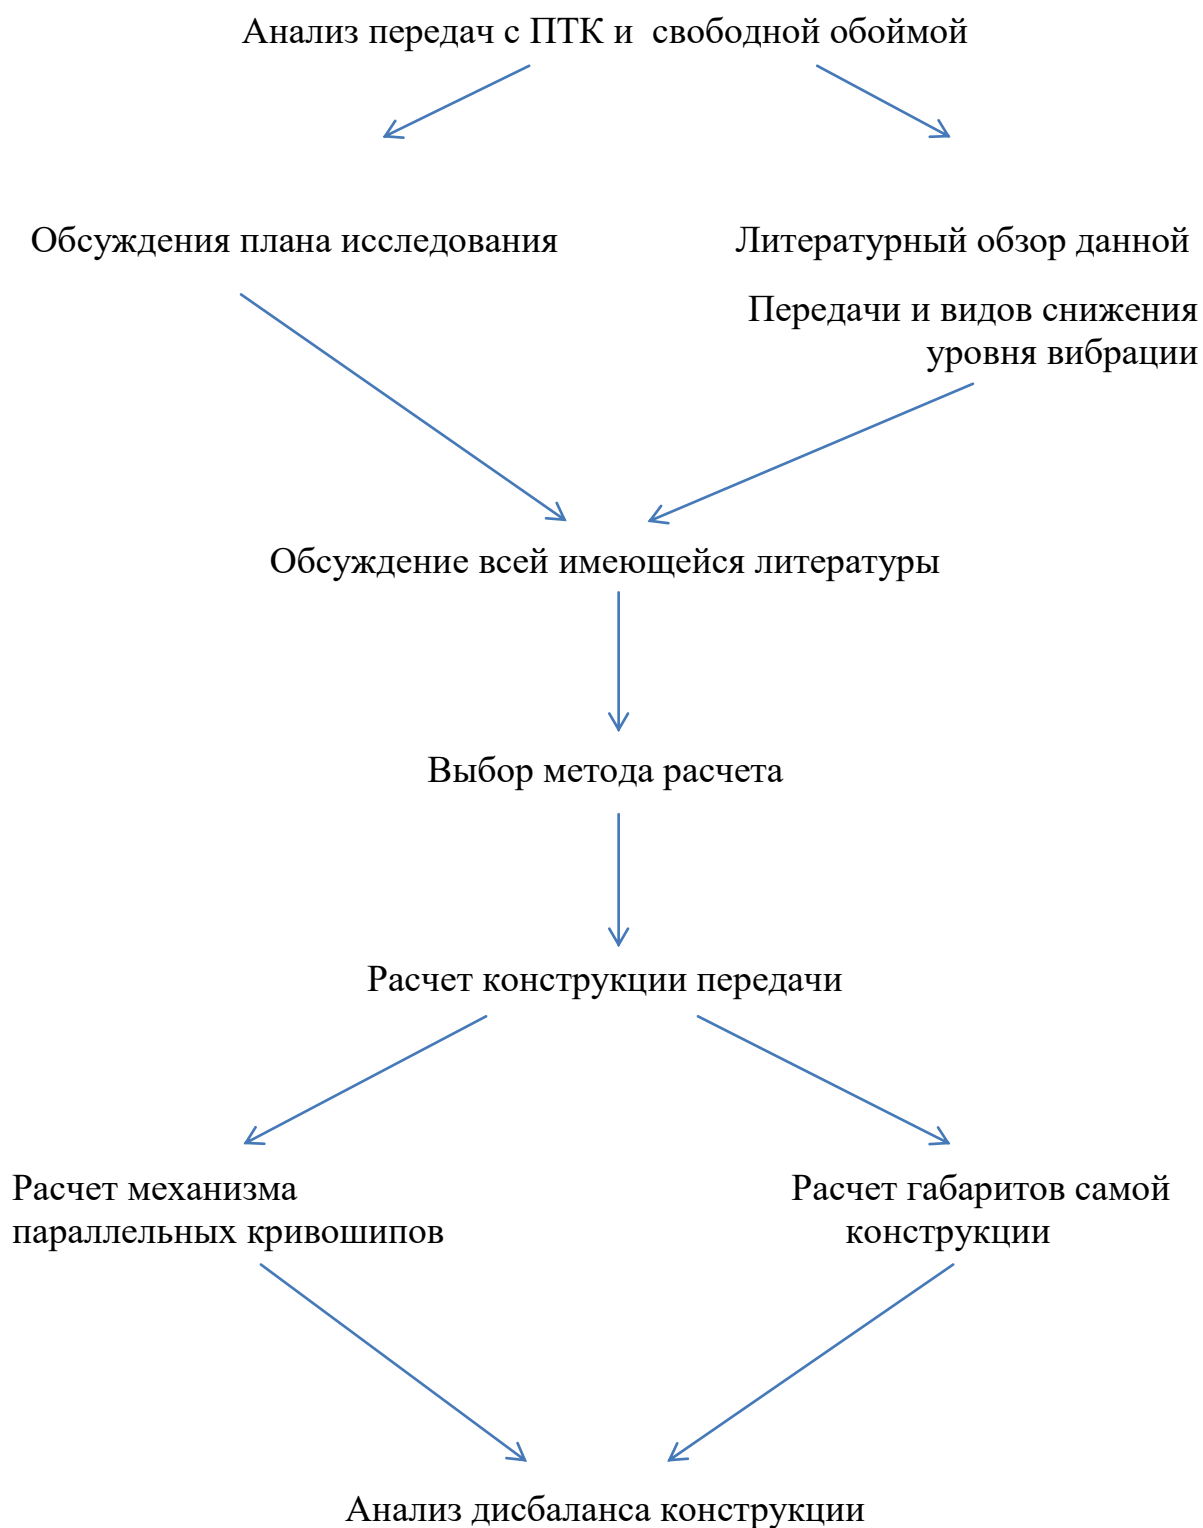 Анализ передач с ПТК и свободной обоймой
Обсуждения плана исследования
Литературный обзор данной
Передачи и видов снижения
уровня вибрации
Обсуждение всей имеющейся литературы
Выбор метода расчета
Расчет конструкции передачи
Расчет механизма
параллельных кривошипов
Расчет габаритов самой
конструкции
Анализ дисбаланса конструкции